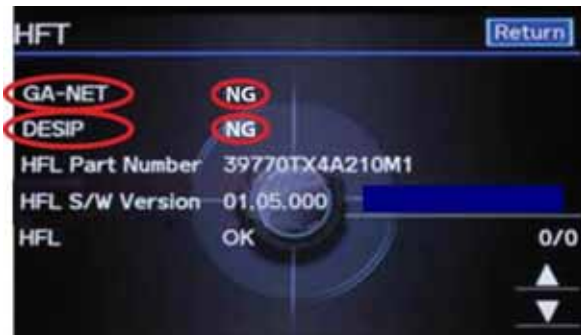 HFT Return
GA-NET NG
DESIP NG
HFL Part Number 39770TX4A210M1
HFL S/W Version 01.05.000
HFL OK 0/0